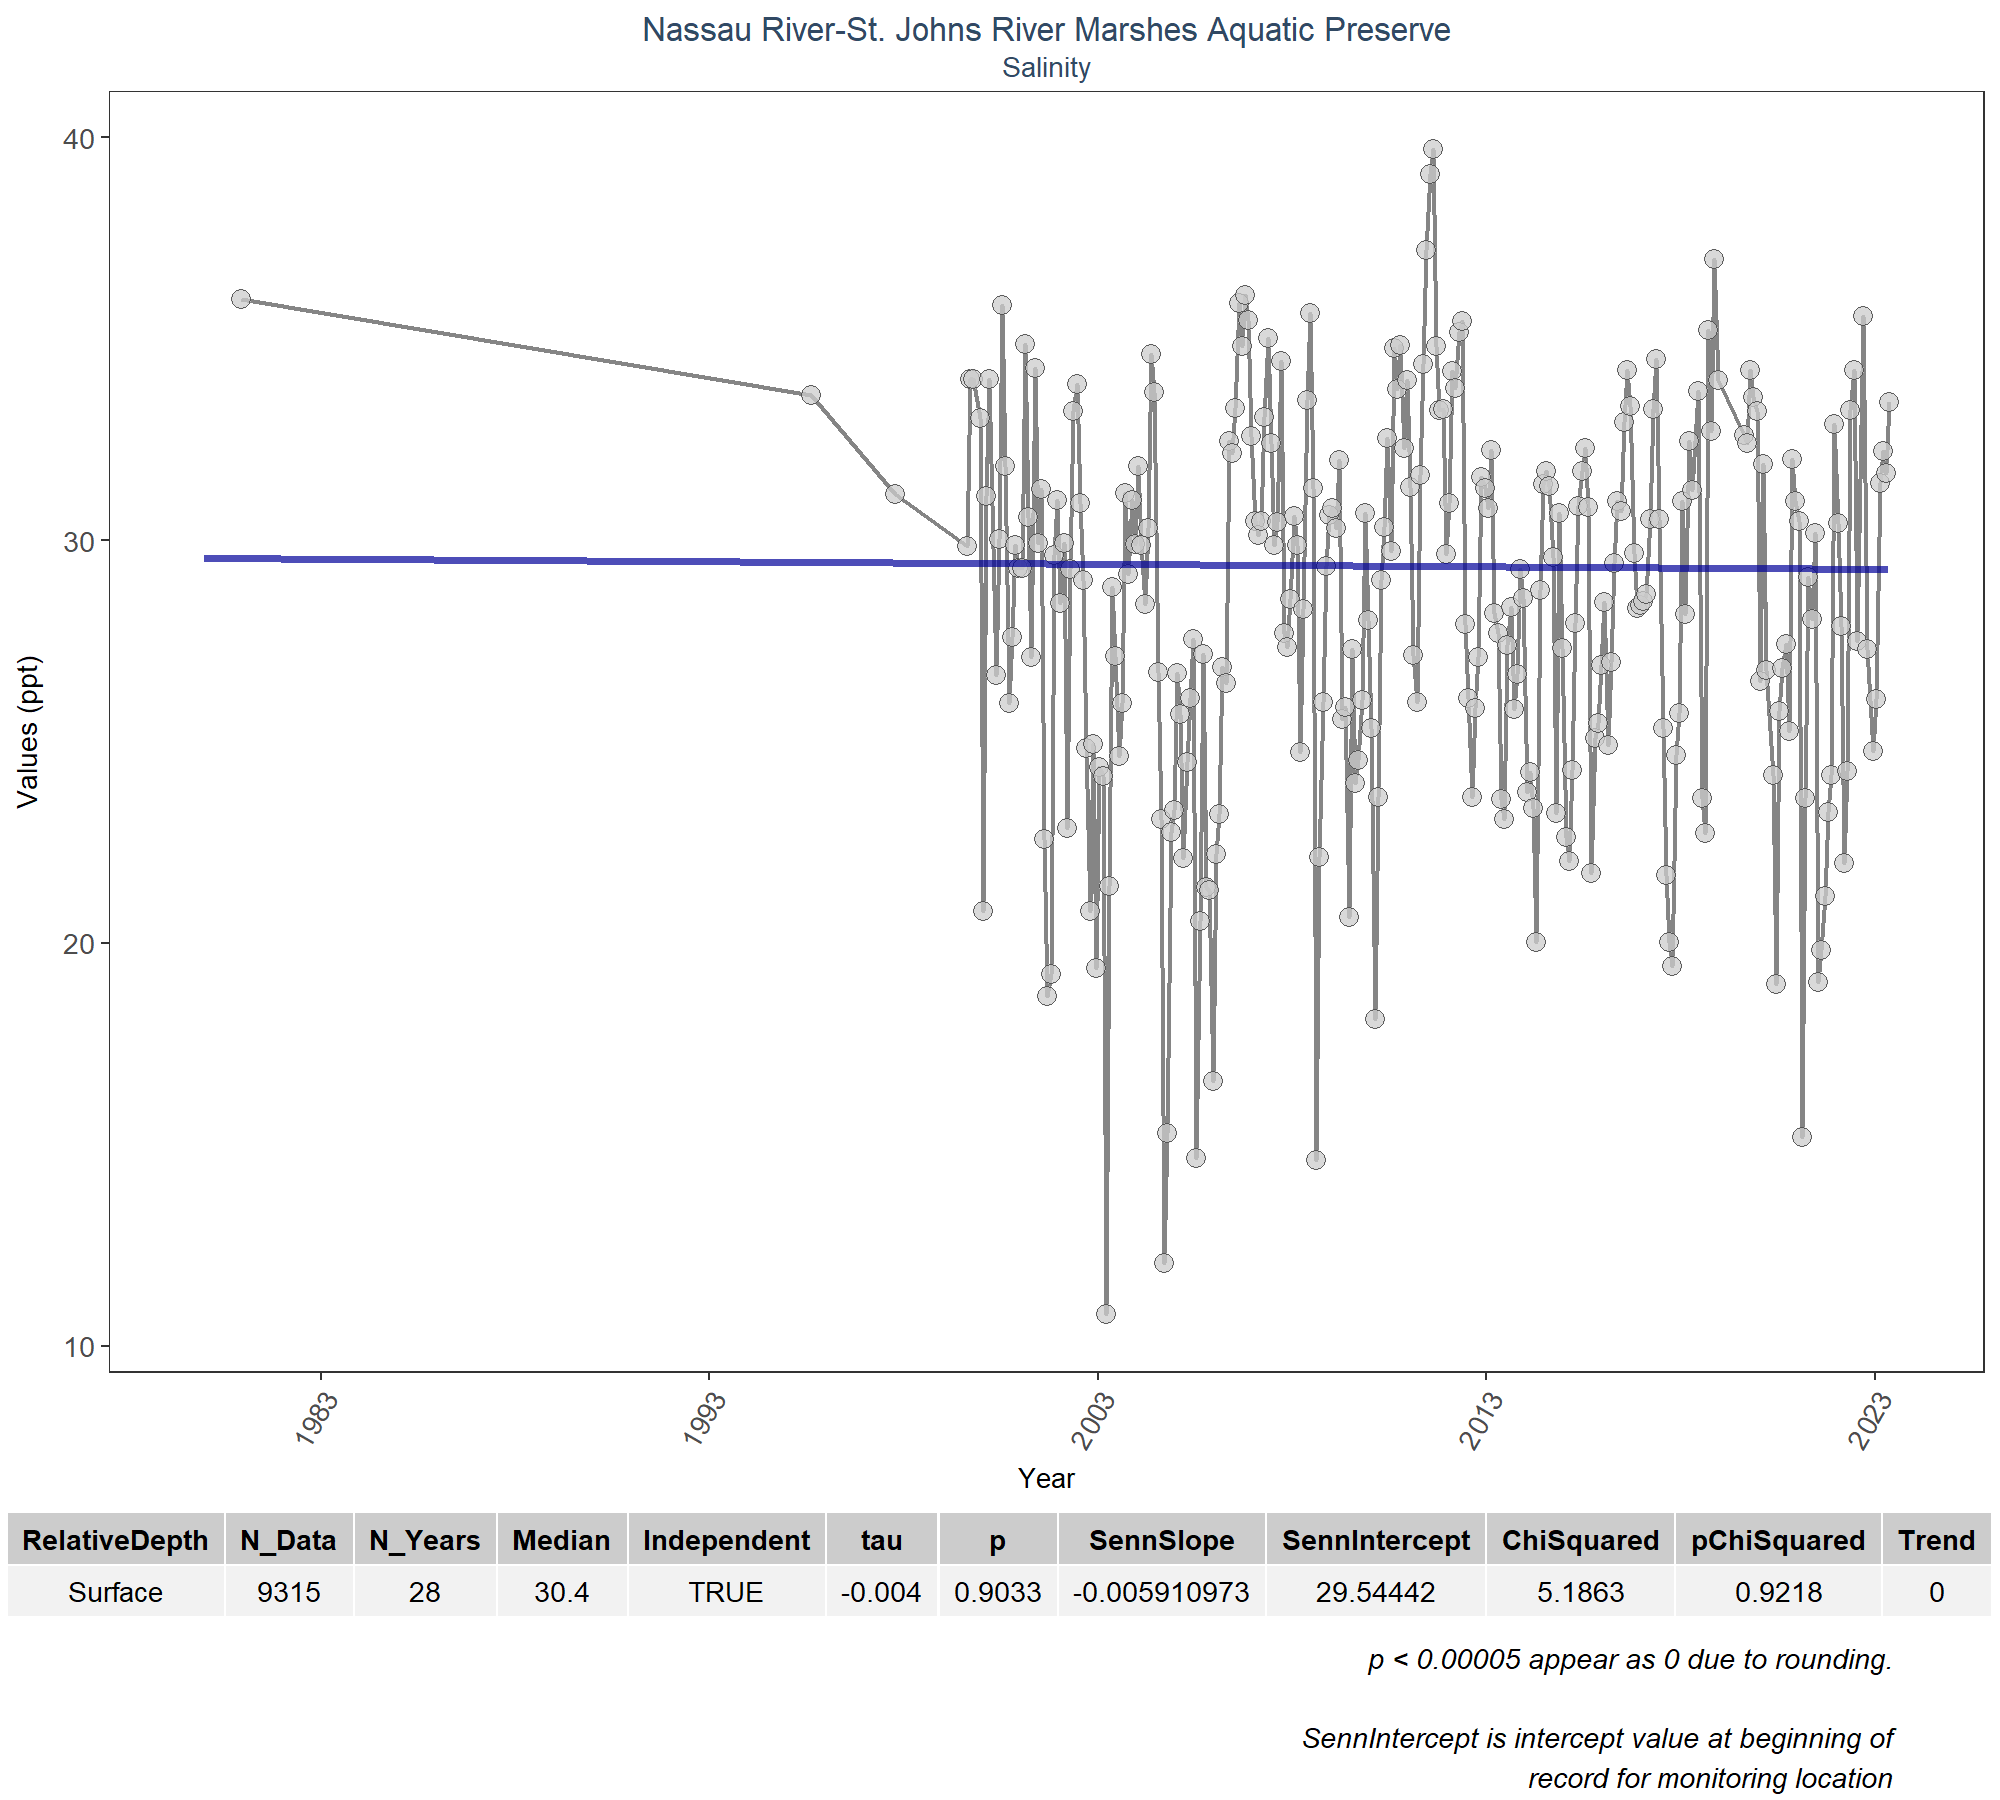 Nassau River-St. Johns River Marshes Aquatic Preserve
Salinity
40
30
20
10
Values (ppt)
1983
1993
2003
2013
2023
Year
RelativeDepth N_Data N_Years Median Independent tau p SennSlope SennIntercept ChiSquared pChiSquared Trend
Surface 9315 28 30.4 TRUE -0.004 0.9033 -0.005910973 29.54442 5.1863 0.9218 0
p < 0.00005 appear as 0 due to rounding.
SennIntercept is intercept value at beginning of
record for monitoring location